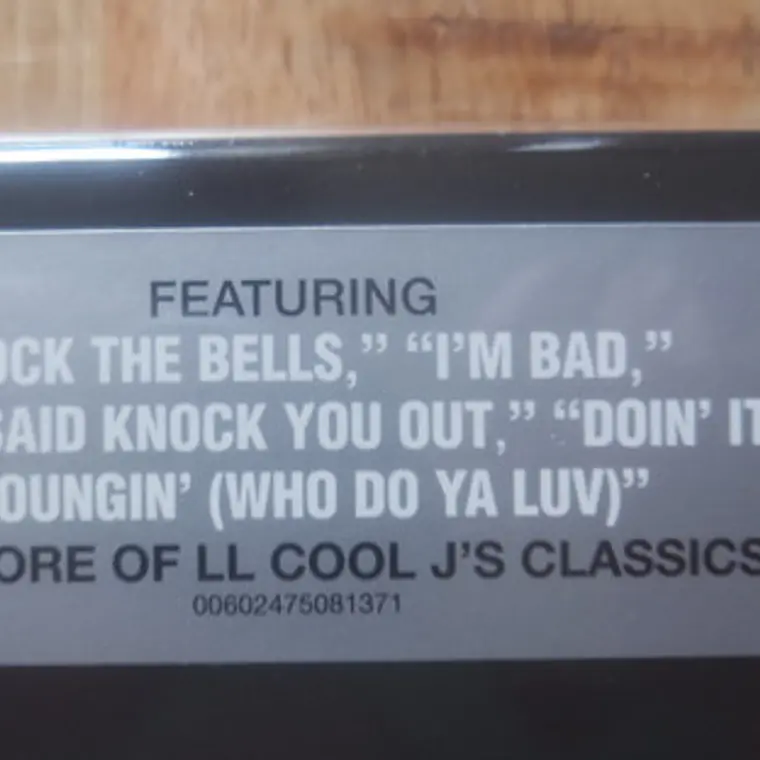 FEATURING
OCK THE BELLS,” “I’M BAD,”
SAID KNOCK YOU OUT,” “DOIN’ IT
OUNGIN’ (WHO DO YA LUV)”
ORE OF LL COOL J’S CLASSICS
00602475081371